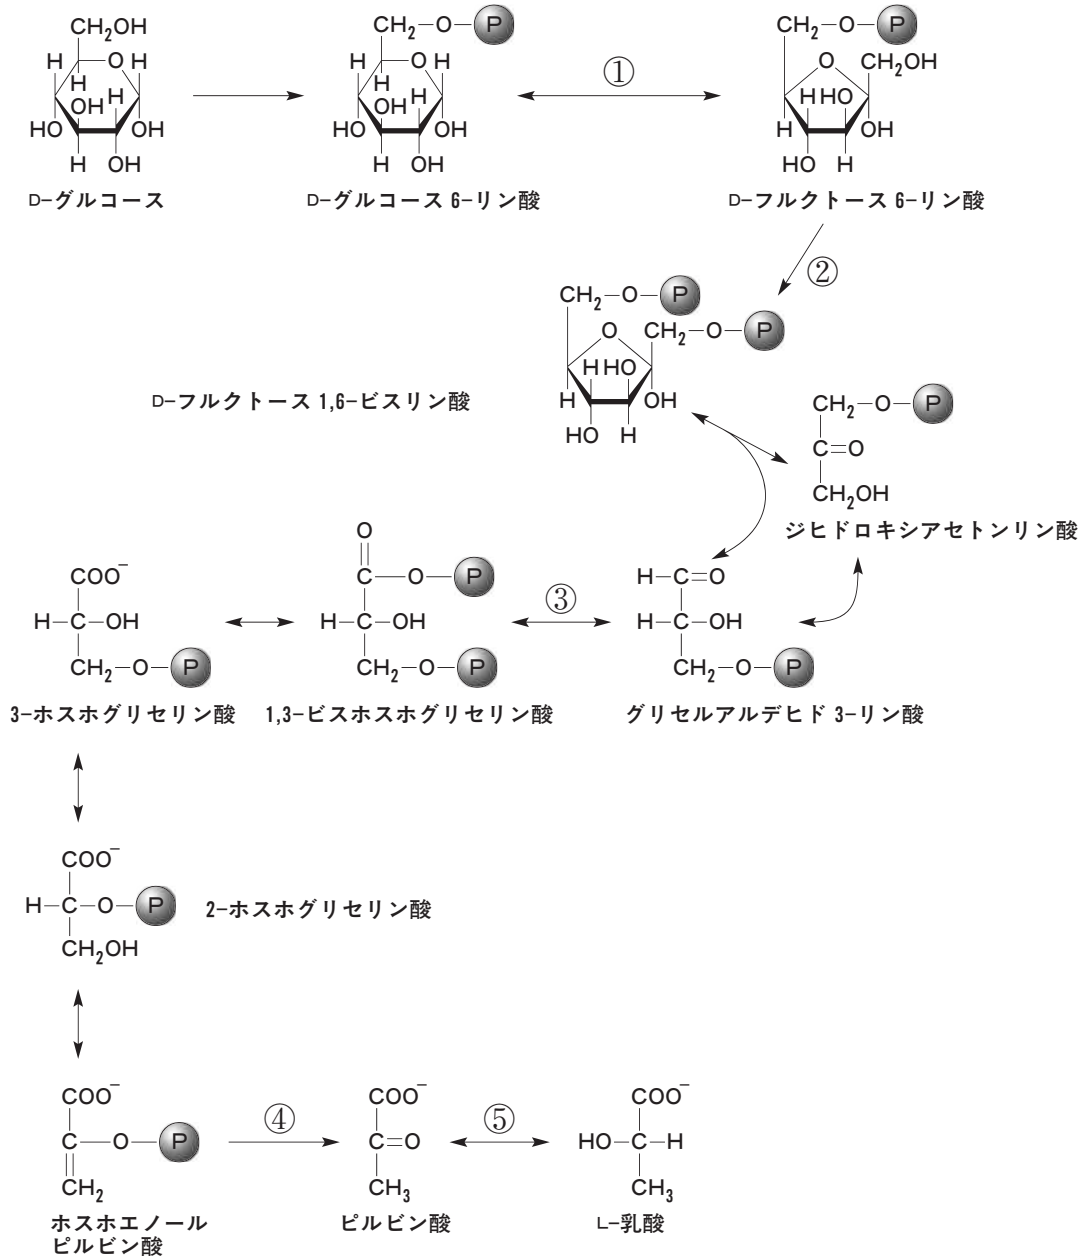 CH₂OH
H
O
H
H
OH
H
HO
OH
H
OH
D-グルコース
CH₂-O-P
H
O
H
H
OH
H
HO
OH
H
OH
D-グルコース 6-リン酸
①
CH₂-O-P
O
CH₂OH
H
HO
H
OH
HO
H
D-フルクトース 6-リン酸
②
CH₂-O-P
O
CH₂-O-P
H
HO
H
OH
HO
H
D-フルクトース 1,6-ビスリン酸
CH₂-O-P
C=O
CH₂OH
ジヒドロキシアセトンリン酸
COO⁻
H-C-OH
CH₂-O-P
3-ホスホグリセリン酸
O
C-O-P
H-C-OH
CH₂-O-P
1,3-ビスホスホグリセリン酸
③
H-C=O
H-C-OH
CH₂-O-P
グリセルアルデヒド 3-リン酸
COO⁻
H-C-O-P
CH₂OH
2-ホスホグリセリン酸
COO⁻
C-O-P
CH₂
ホスホエノール
ピルビン酸
④
COO⁻
C=O
CH₃
ピルビン酸
⑤
COO⁻
HO-C-H
CH₃
L-乳酸